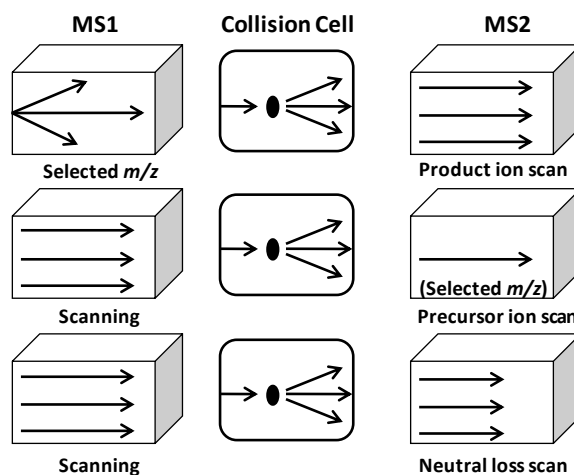 MS1 Collision Cell MS2
Selected m/z Product ion scan
(Selected m/z)
Scanning Precursor ion scan
Scanning Neutral loss scan